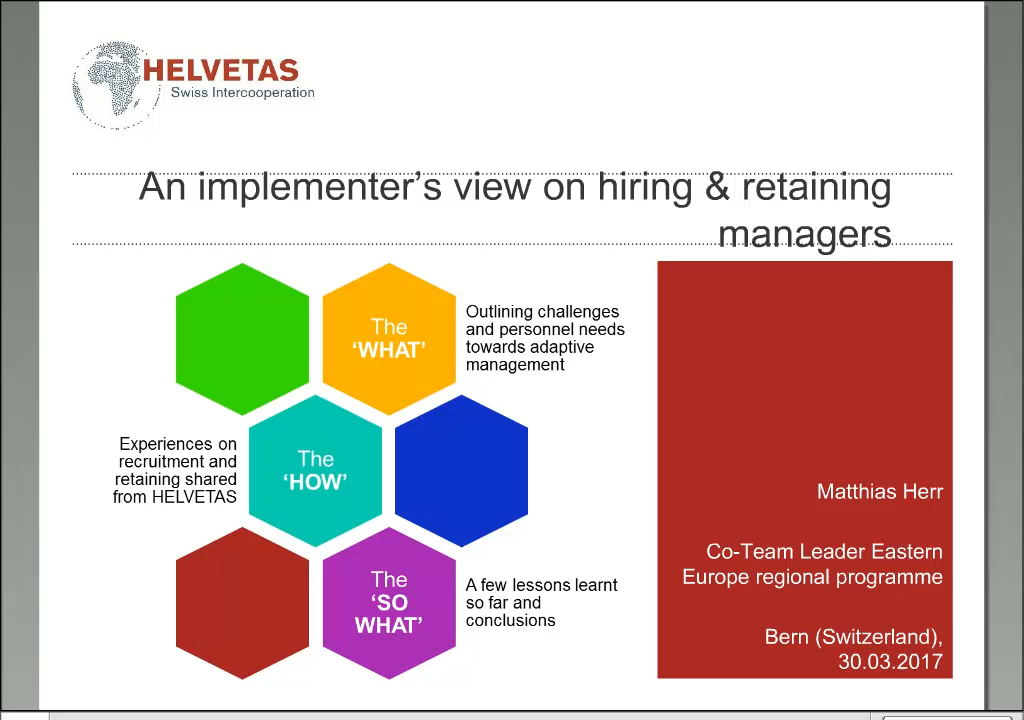 HELVETAS
Swiss Intercooperation
An implementer’s view on hiring & retaining
managers
The
‘WHAT’
Outlining challenges
and personnel needs
towards adaptive
management
Experiences on
recruitment and
retaining shared
from HELVETAS
The
‘HOW’
The
‘SO
WHAT’
A few lessons learnt
so far and
conclusions
Matthias Herr
Co-Team Leader Eastern
Europe regional programme
Bern (Switzerland),
30.03.2017